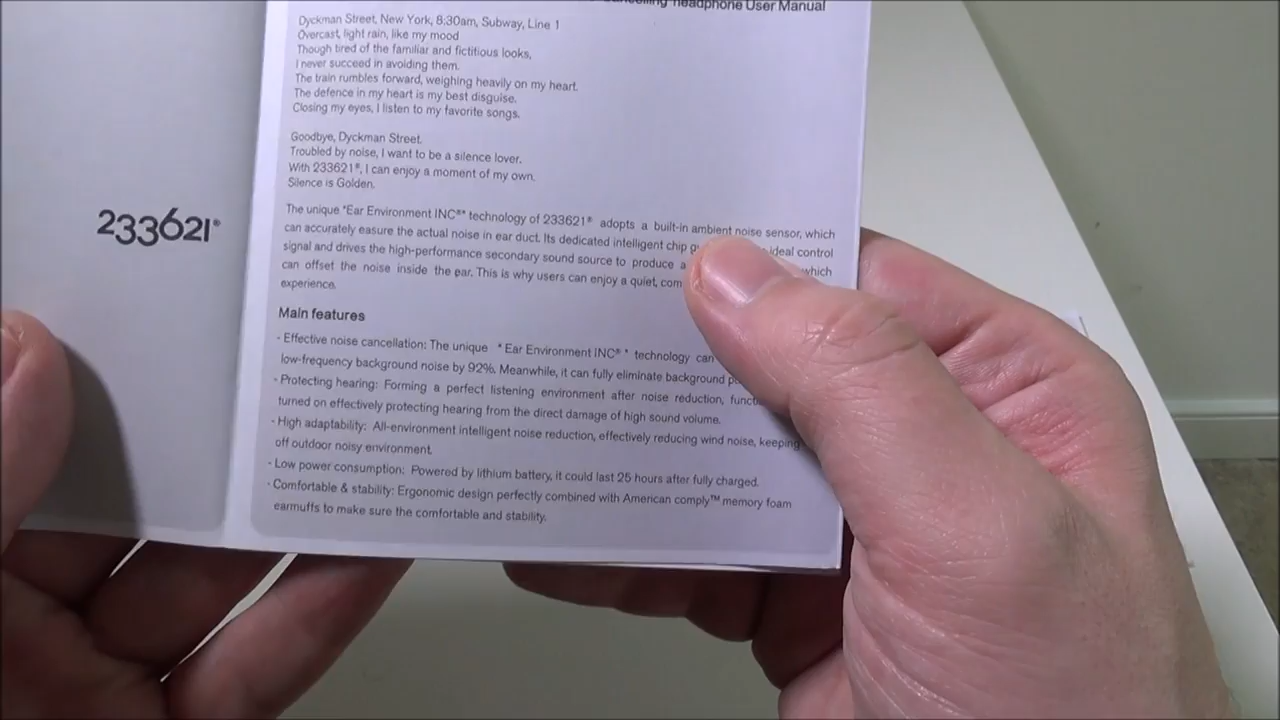 headphone User Manual
Dyckman Street, New York, 8:30am, Subway, Line 1
Overcast, light rain, like my mood
Though tired of the familiar and fictitious looks,
I never succeed in avoiding them.
The train rumbles forward, weighing heavily on my heart.
The defence in my heart is my best disguise.
Closing my eyes, I listen to my favorite songs.
Goodbye, Dyckman Street.
Troubled by noise, I want to be a silence lover.
With 233621®, I can enjoy a moment of my own.
Silence is Golden.
233621®
The unique "Ear Environment INC®" technology of 233621® adopts a built-in ambient noise sensor, which
can accurately easure the actual noise in ear duct. Its dedicated intelligent chip ideal control
signal and drives the high-performance secondary sound source to produce a which
can offset the noise inside the ear. This is why users can enjoy a quiet,
experience.
Main features
- Effective noise cancellation: The unique "Ear Environment INC®" technology can
low-frequency background noise by 92%. Meanwhile, it can fully eliminate background
- Protecting hearing: Forming a perfect listening environment after noise reduction,
turned on effectively protecting hearing from the direct damage of high sound volume.
- High adaptability: All-environment intelligent noise reduction, effectively reducing wind noise, keeping
off outdoor noisy environment.
- Low power consumption: Powered by lithium battery, it could last 25 hours after fully charged.
- Comfortable & stability: Ergonomic design perfectly combined with American comply™ memory foam
earmuffs to make sure the comfortable and stability.